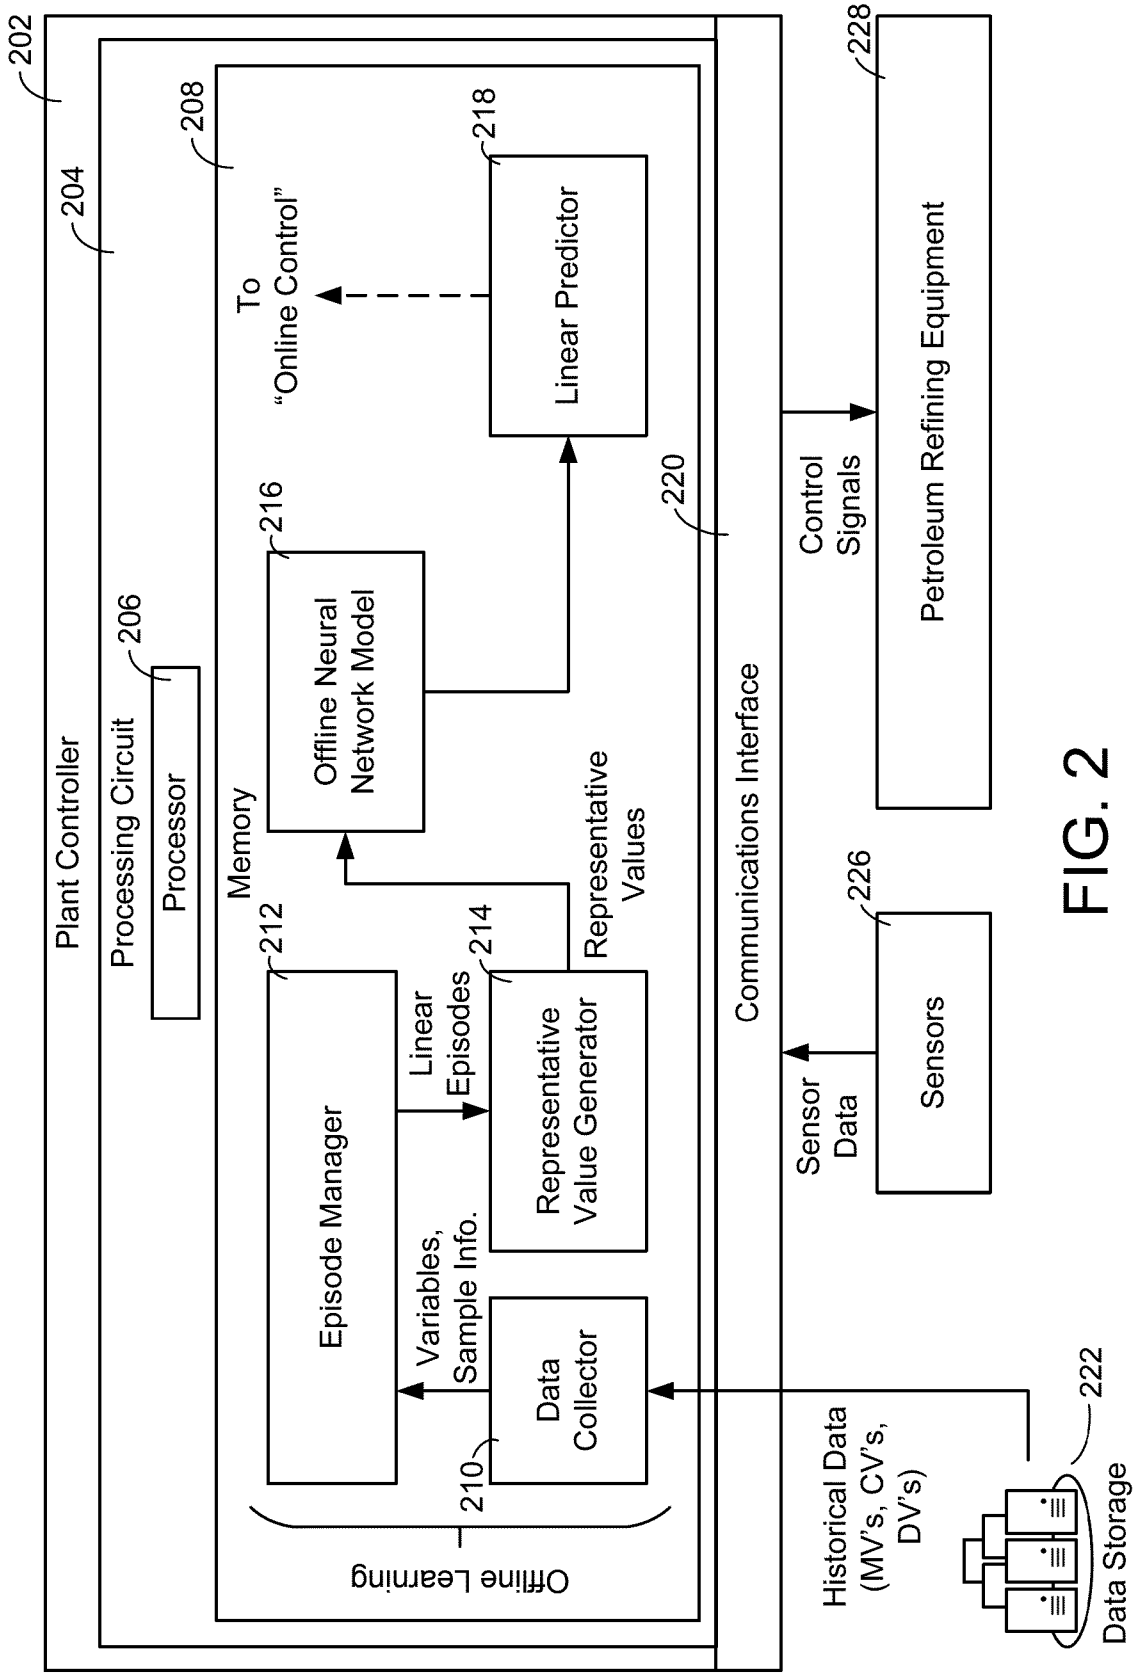 202
Plant Controller
204
Processing Circuit
206
Processor
208
Memory
To
“Online Control”
212
Episode Manager
216
Offline Neural
Network Model
218
Linear Predictor
Variables,
Sample Info.
Linear
Episodes
210
Data
Collector
214
Representative
Value Generator
Representative
Values
Offline Learning
220
Communications Interface
Historical Data
(MV's, CV's,
DV's)
Sensor
Data
Control
Signals
222
Data Storage
226
Sensors
228
Petroleum Refining Equipment
FIG. 2